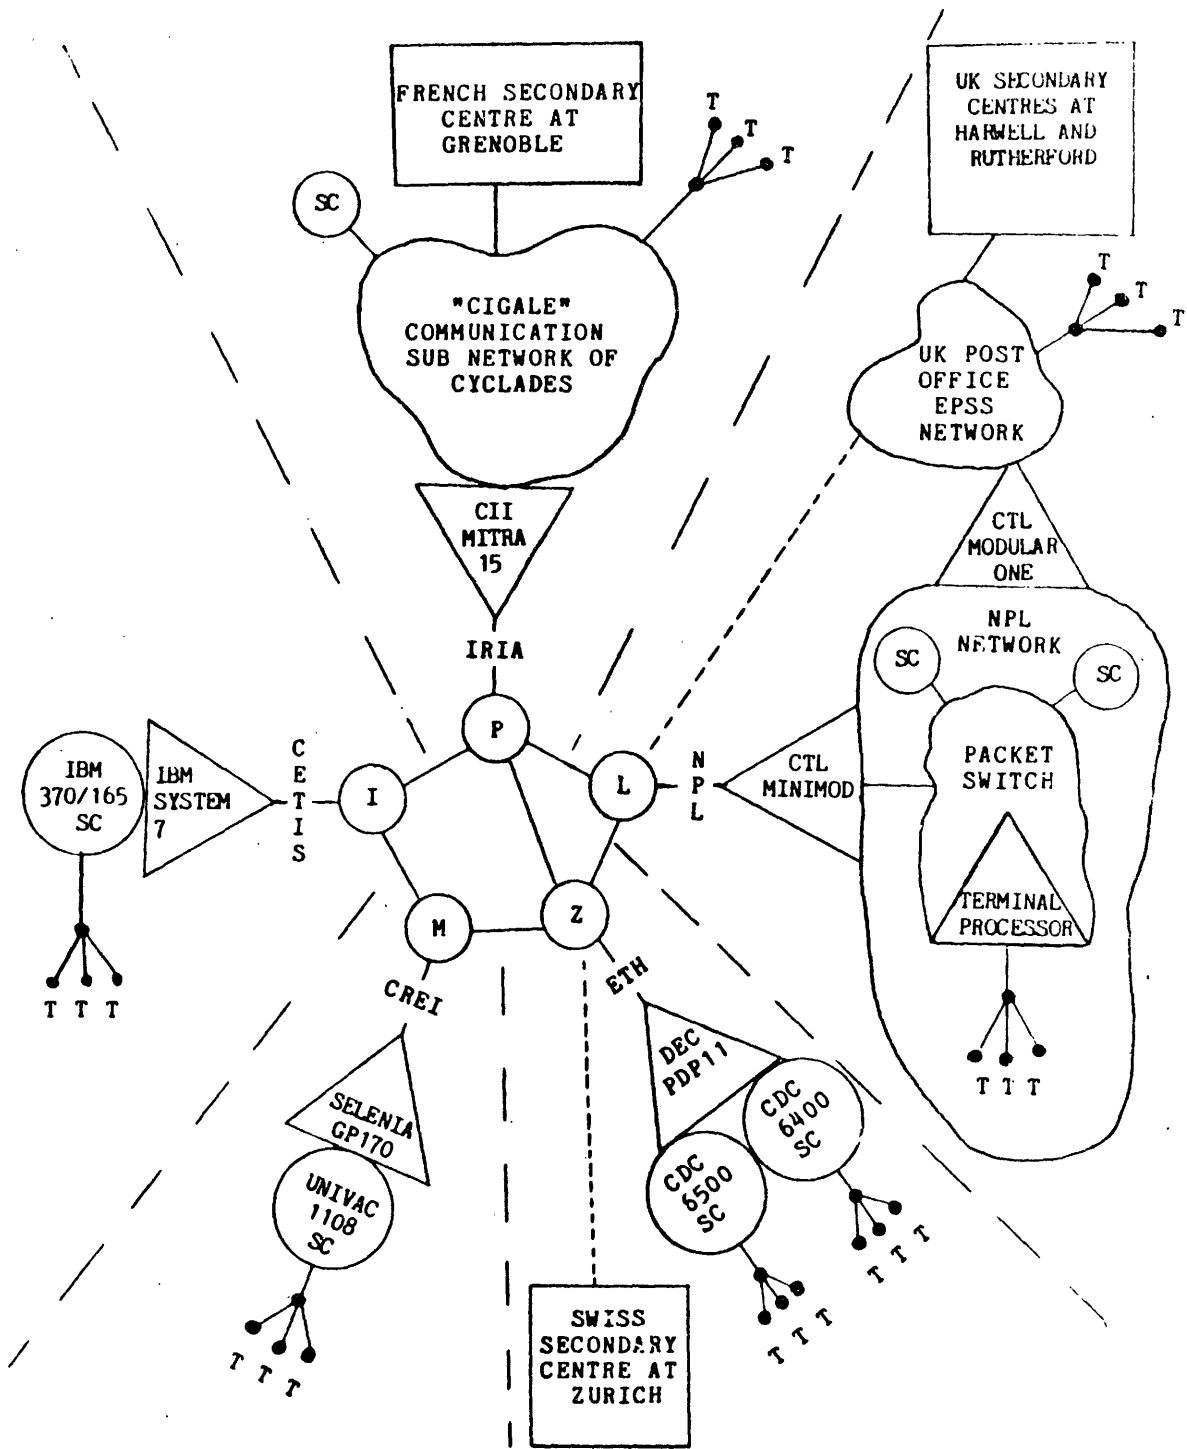 FRENCH SECONDARY
CENTRE AT
GRENOBLE
T
T
T
SC
"CIGALE"
COMMUNICATION
SUB NETWORK OF
CYCLADES
CII
MITRA
15
IRIA
UK SECONDARY
CENTRES AT
HARWELL AND
RUTHERFORD
T
T
T
UK POST
OFFICE
EPSS
NETWORK
CTL
MODULAR
ONE
NPL
NETWORK
SC
SC
PACKET
SWITCH
TERMINAL
PROCESSOR
T T T
CTL
MINIMOD
NPL
P
L
I
M
Z
CETIS
IBM
SYSTEM
7
IBM
370/165
SC
T T T
CREI
SELENIA
GP170
UNIVAC
1108
SC
T T T
ETH
DEC
PDP11
CDC
6400
SC
T T T
CDC
6500
SC
T T T
SWISS
SECONDARY
CENTRE AT
ZURICH